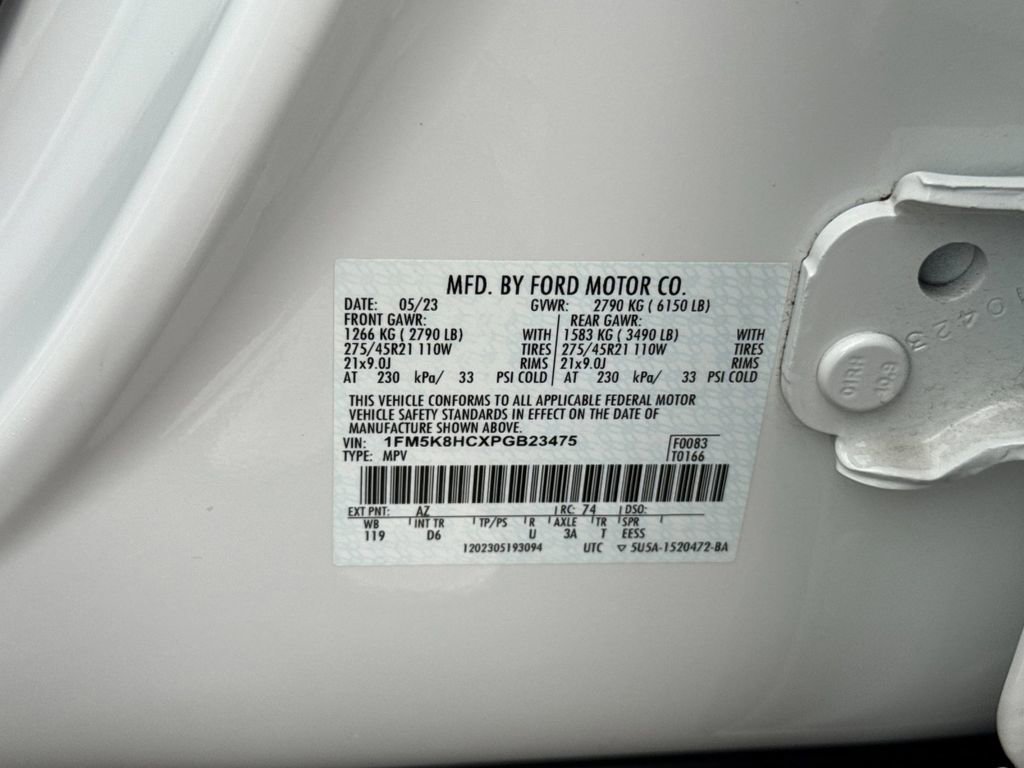 MFD. BY FORD MOTOR CO.
DATE: 05/23 GVWR: 2790 KG ( 6150 LB)
FRONT GAWR: REAR GAWR:
1266 KG ( 2790 LB) WITH 1583 KG ( 3490 LB) WITH
275/45R21 110W TIRES 275/45R21 110W TIRES
21x9.0J RIMS 21x9.0J RIMS
AT 230 kPa/ 33 PSI COLD AT 230 kPa/ 33 PSI COLD
THIS VEHICLE CONFORMS TO ALL APPLICABLE FEDERAL MOTOR
VEHICLE SAFETY STANDARDS IN EFFECT ON THE DATE OF
MANUFACTURE SHOWN ABOVE.
VIN: 1FM5K8HCXPGB23475 F0083
TYPE: MPV T0166
EXT PNT: AZ RC: 74 DSO:
WB INT TR TP/PS R AXLE TR SPR
119 D6 U 3A T EESS
1202305193094 UTC ▽ 5U5A-1520472-BA
0423